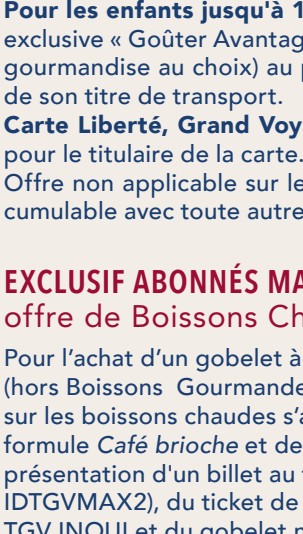 Pour les enfants jusqu'à 1
exclusive « Goûter Avantag
gourmandise au choix) au p
de son titre de transport.
Carte Liberté, Grand Voy
pour le titulaire de la carte.
Offre non applicable sur le
cumulable avec toute autre
EXCLUSIF ABONNÉS MA
offre de Boissons Ch
Pour l'achat d'un gobelet à
(hors Boissons Gourmande
sur les boissons chaudes s'a
formule Café brioche et de
présentation d'un billet au
IDTGVMAX2), du ticket de
TGV INOUI et du gobelet